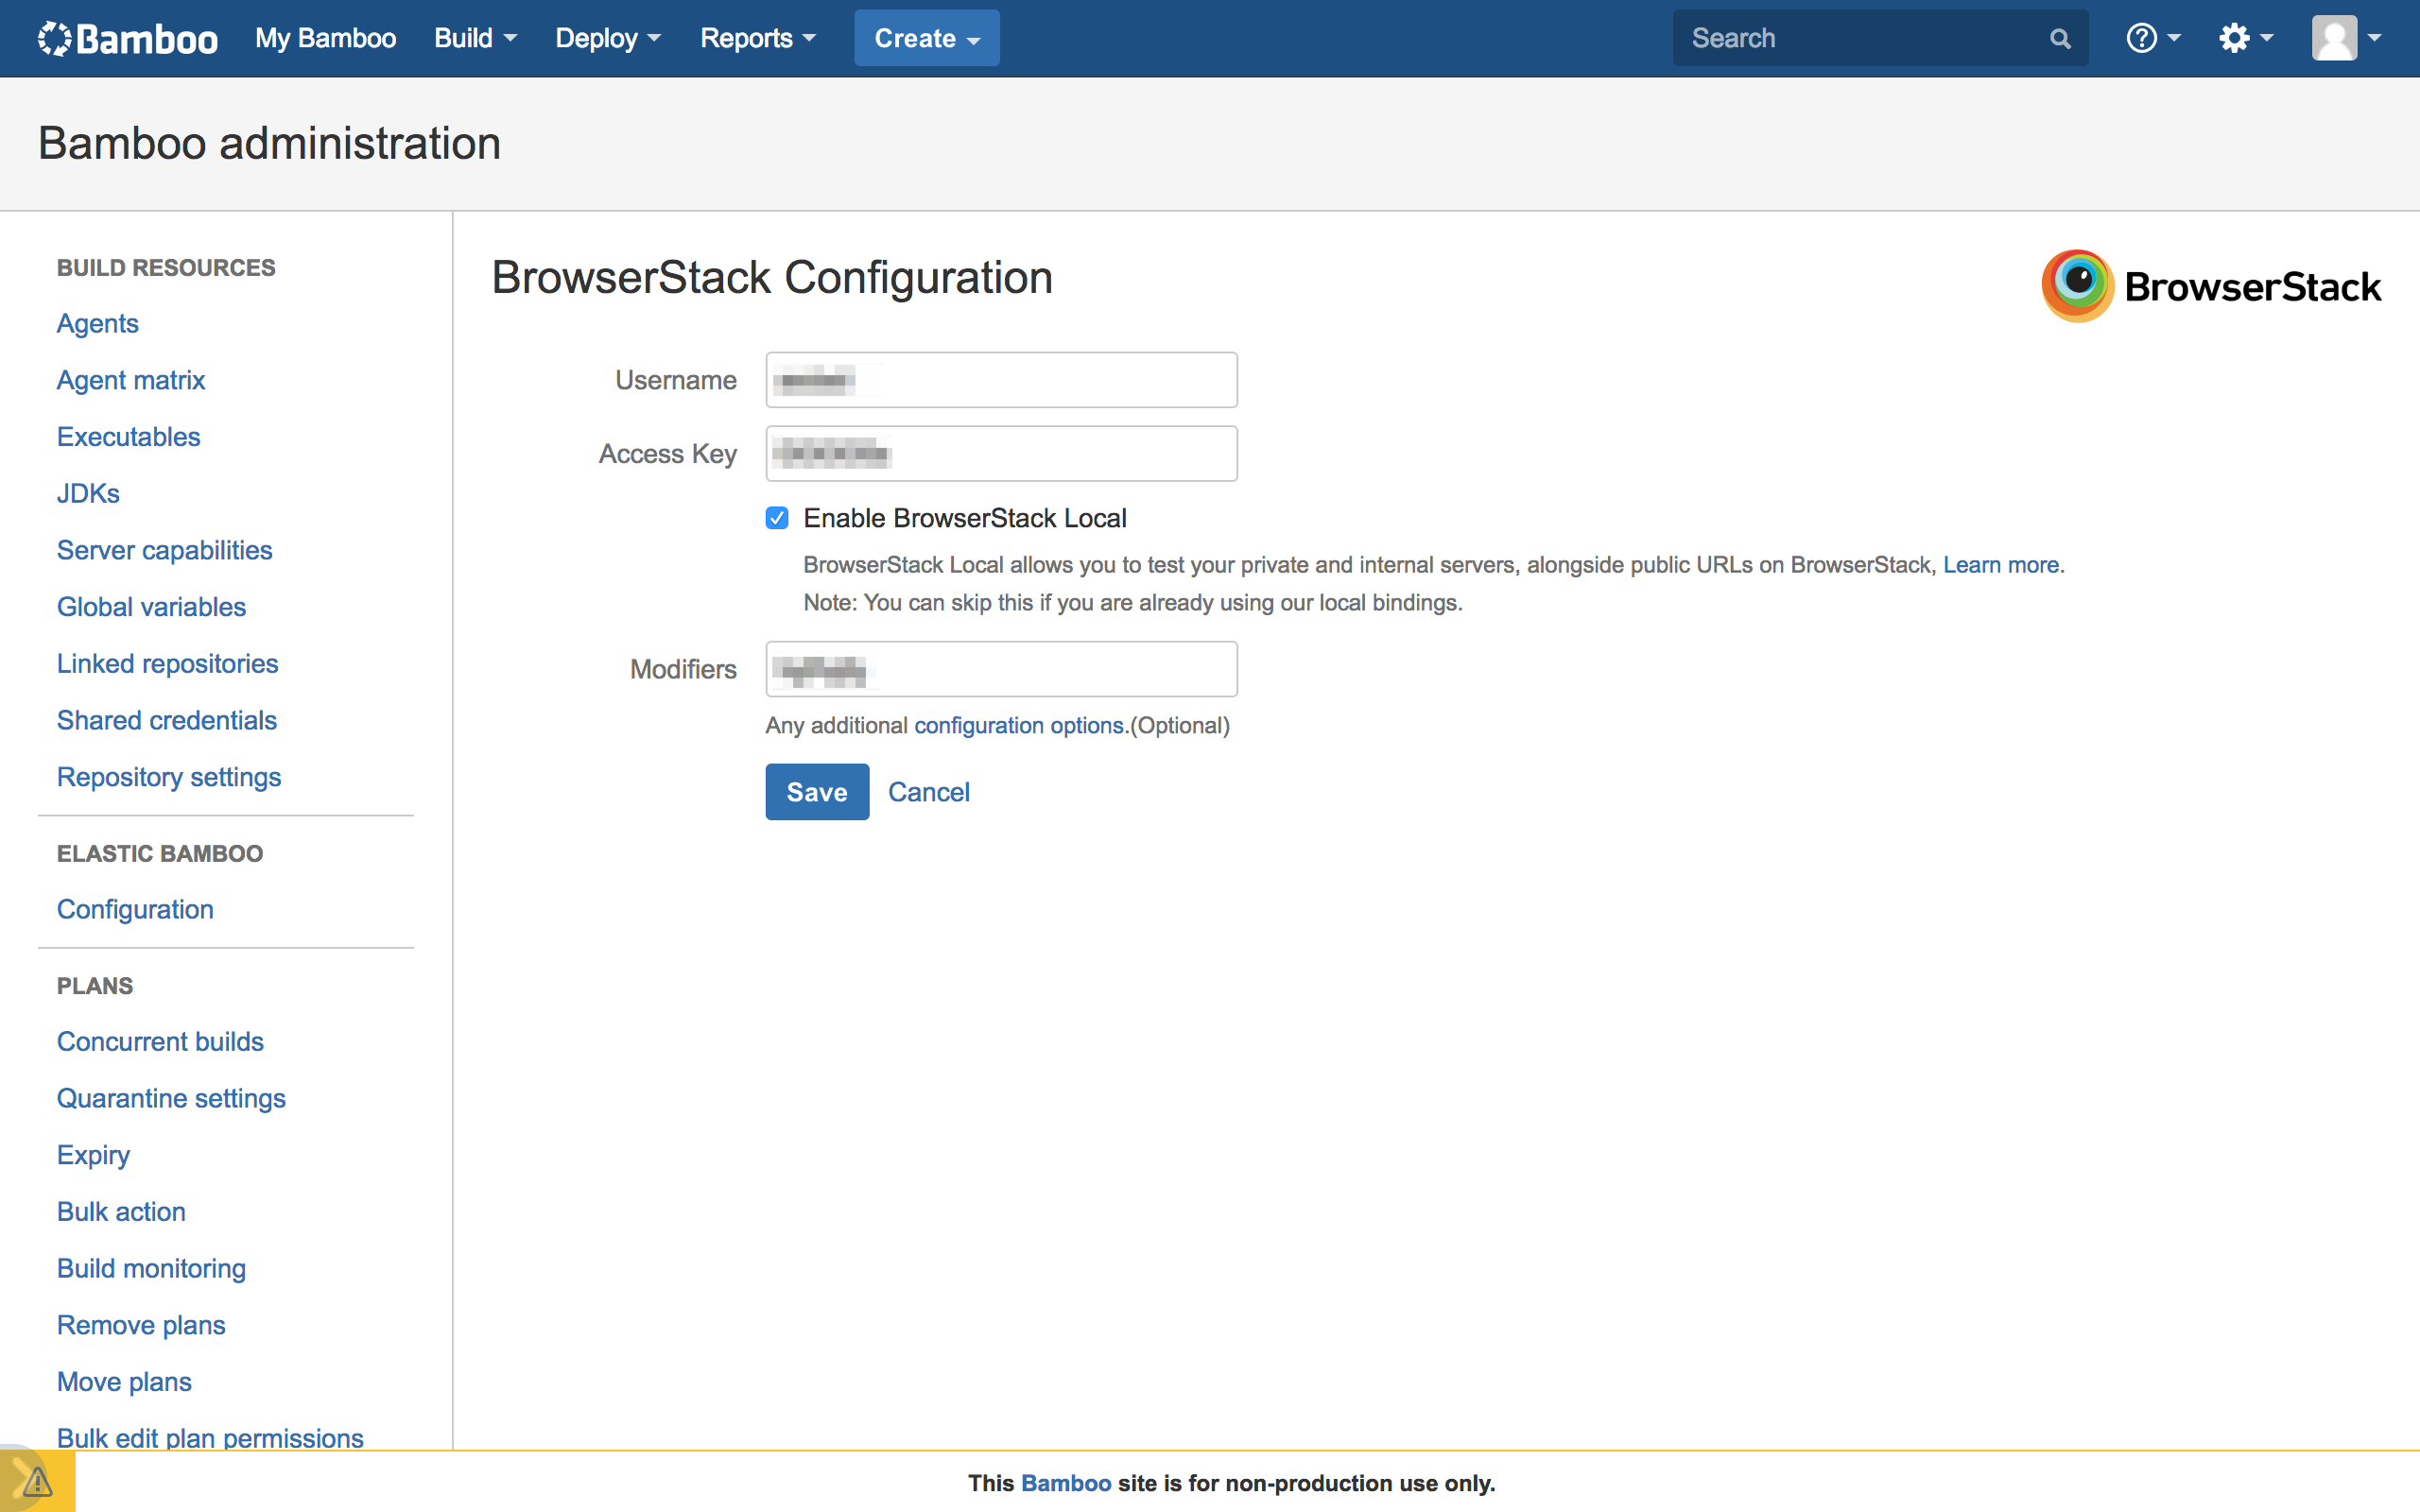 Bamboo My Bamboo Build Deploy Reports Create Search
Bamboo administration
BUILD RESOURCES
Agents
Agent matrix
Executables
JDKs
Server capabilities
Global variables
Linked repositories
Shared credentials
Repository settings
ELASTIC BAMBOO
Configuration
PLANS
Concurrent builds
Quarantine settings
Expiry
Bulk action
Build monitoring
Remove plans
Move plans
Bulk edit plan permissions
BrowserStack Configuration
BrowserStack
Username
Access Key
Enable BrowserStack Local
BrowserStack Local allows you to test your private and internal servers, alongside public URLs on BrowserStack, Learn more.
Note: You can skip this if you are already using our local bindings.
Modifiers
Any additional configuration options.(Optional)
Save Cancel
This Bamboo site is for non-production use only.